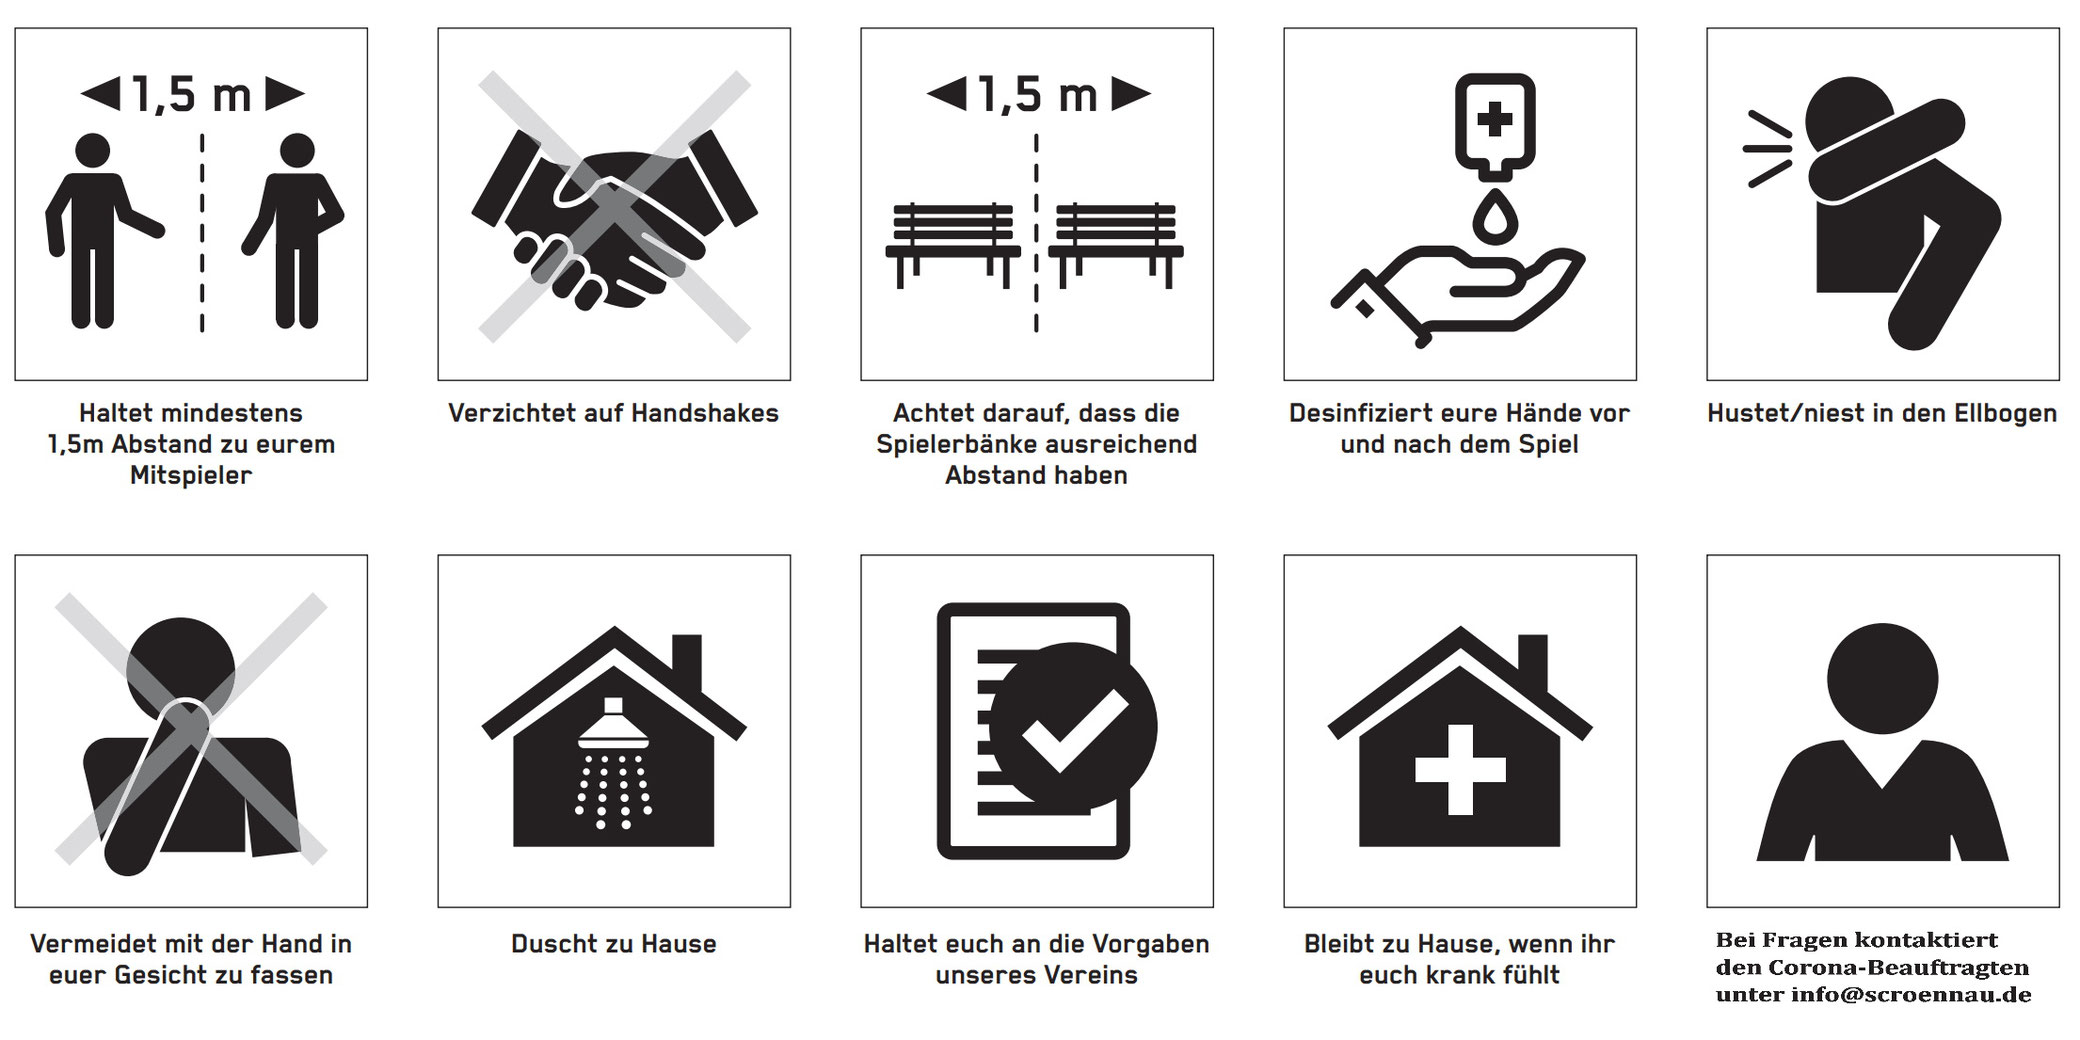 1,5 m
Haltet mindestens
1,5m Abstand zu eurem
Mitspieler
Verzichtet auf Handshakes
1,5 m
Achtet darauf, dass die
Spielerbänke ausreichend
Abstand haben
Desinfiziert eure Hände vor
und nach dem Spiel
Hustet/niest in den Ellbogen
Vermeidet mit der Hand in
euer Gesicht zu fassen
Duscht zu Hause
Haltet euch an die Vorgaben
unseres Vereins
Bleibt zu Hause, wenn ihr
euch krank fühlt
Bei Fragen kontaktiert
den Corona-Beauftragten
unter info@scroennau.de